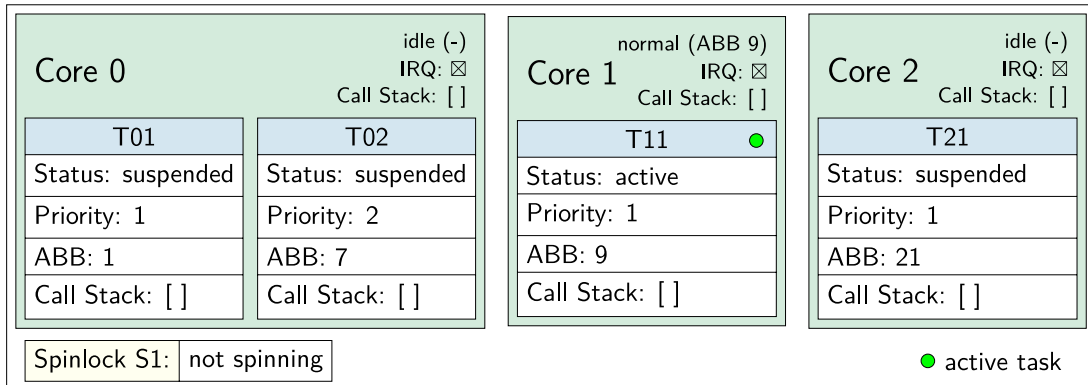 Core 0
idle (-)
IRQ: ☒
Call Stack: [ ]
T01
Status: suspended
Priority: 1
ABB: 1
Call Stack: [ ]
T02
Status: suspended
Priority: 2
ABB: 7
Call Stack: [ ]
Core 1
normal (ABB 9)
IRQ: ☒
Call Stack: [ ]
T11
Status: active
Priority: 1
ABB: 9
Call Stack: [ ]
Core 2
idle (-)
IRQ: ☒
Call Stack: [ ]
T21
Status: suspended
Priority: 1
ABB: 21
Call Stack: [ ]
Spinlock S1: not spinning
active task